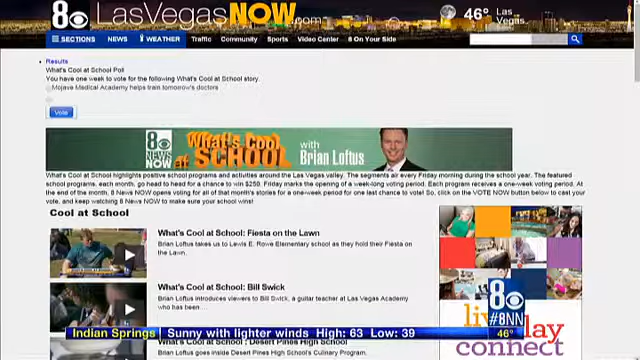 8 LasVegasNOW.com
46° Las Vegas
SECTIONS NEWS WEATHER Traffic Community Sports Video Center 8 On Your Side
Results
What's Cool at School Poll
You have one week to vote for the following What's Cool at School story.
Mojave Medical Academy helps train tomorrow's doctors
Vote
8 NEWS NOW What's Cool at SCHOOL with Brian Loftus
What's Cool at School highlights positive school programs and activities around the Las Vegas valley. The segments air every Friday morning during the school year. The featured
school programs, each month, go head to head for a chance to win $250. Friday marks the opening of a week-long voting period. Each program receives a one-week voting period. At
the end of the month, 8 News NOW opens voting for all of that month's stories for a one-week period for one last chance to vote! So, click on the VOTE NOW button below to cast your
vote, and keep watching 8 News NOW to make sure your school wins!
Cool at School
What's Cool at School: Fiesta on the Lawn
Brian Loftus takes us to Lewis E. Rowe Elementary school as they hold their Fiesta on
the Lawn.
What's Cool at School: Bill Swick
Brian Loftus introduces viewers to Bill Swick, a guitar teacher at Las Vegas Academy
who has been....
What's Cool at School : Desert Pines High School
Brian Loftus goes inside Desert Pines High School's Culinary Program.
8
#8NN
connect
Indian Springs Sunny with lighter winds High: 63 Low: 39 46°